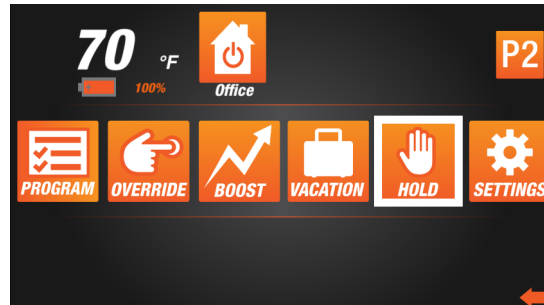 70 °F
P2
100%
Office
PROGRAM OVERRIDE BOOST VACATION HOLD SETTINGS